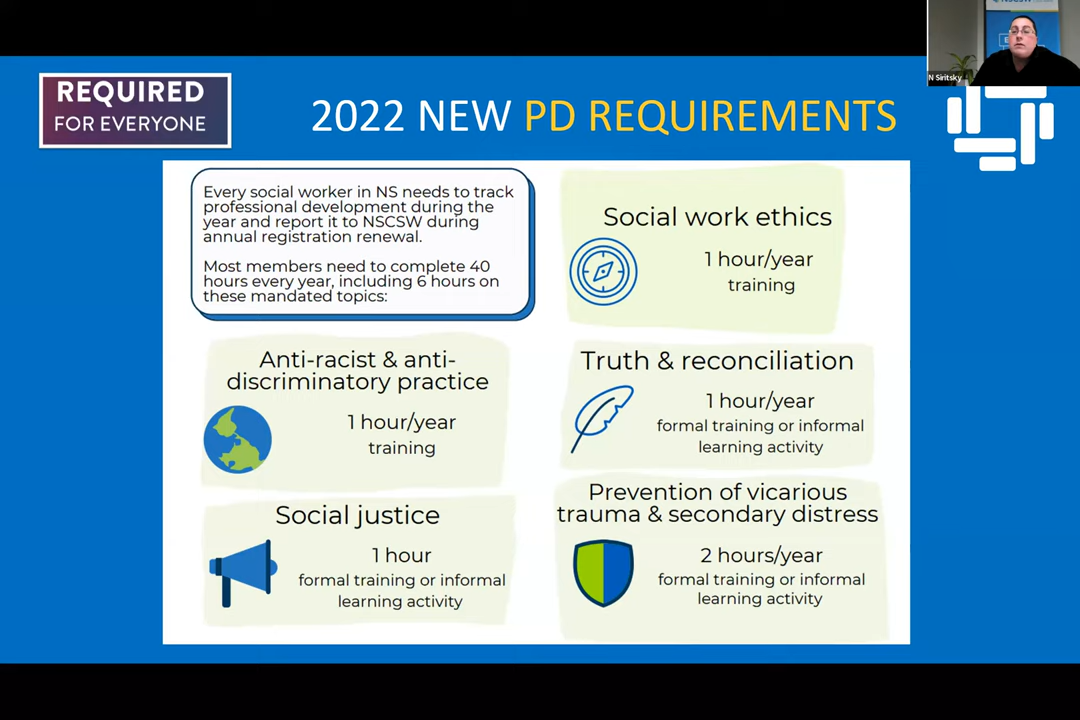 REQUIRED
FOR EVERYONE
2022 NEW PD REQUIREMENTS
NSCSW
N Siritsky
Every social worker in NS needs to track
professional development during the
year and report it to NSCSW during
annual registration renewal.
Most members need to complete 40
hours every year, including 6 hours on
these mandated topics:
Social work ethics
1 hour/year
training
Anti-racist & anti-
discriminatory practice
1 hour/year
training
Truth & reconciliation
1 hour/year
formal training or informal
learning activity
Social justice
1 hour
formal training or informal
learning activity
Prevention of vicarious
trauma & secondary distress
2 hours/year
formal training or informal
learning activity